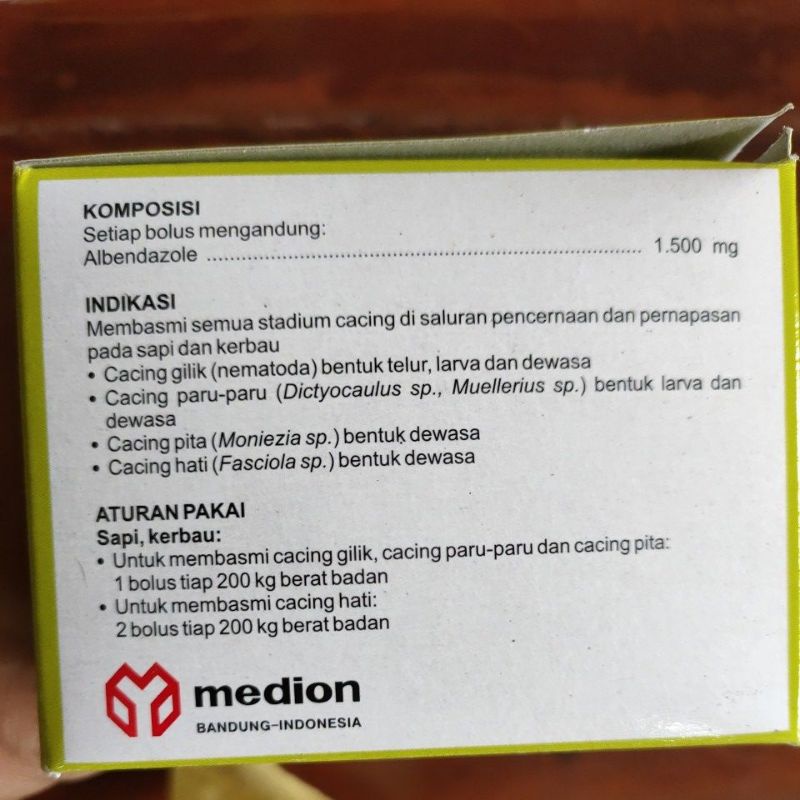 KOMPOSISI
Setiap bolus mengandung:
Albendazole ........................................................................ 1.500 mg
INDIKASI
Membasmi semua stadium cacing di saluran pencernaan dan pernapasan
pada sapi dan kerbau
• Cacing gilik (nematoda) bentuk telur, larva dan dewasa
• Cacing paru-paru (Dictyocaulus sp., Muellerius sp.) bentuk larva dan
dewasa
• Cacing pita (Moniezia sp.) bentuk dewasa
• Cacing hati (Fasciola sp.) bentuk dewasa
ATURAN PAKAI
Sapi, kerbau:
• Untuk membasmi cacing gilik, cacing paru-paru dan cacing pita:
1 bolus tiap 200 kg berat badan
• Untuk membasmi cacing hati:
2 bolus tiap 200 kg berat badan
medion
BANDUNG-INDONESIA